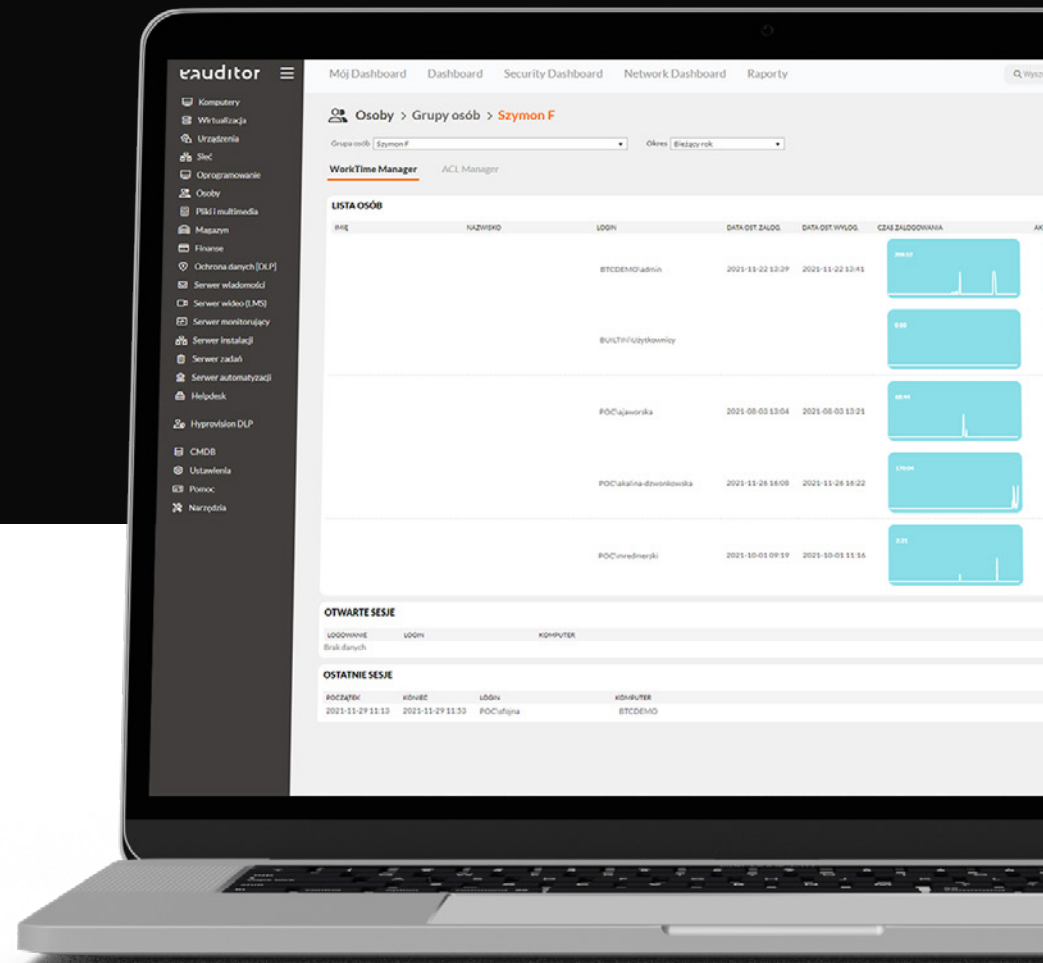 eauditor
Mój Dashboard Dashboard Security Dashboard Network Dashboard Raporty
Komputery
Wirtualizacja
Urządzenia
Sieć
Oprogramowanie
Osoby
Pliki i multimedia
Magazyn
Finanse
Ochrona danych [DLP]
Serwer wiadomości
Serwer wideo (LMS)
Serwer monitorujący
Serwer instalacji
Serwer zadań
Serwer automatyzacji
Helpdesk
Hyprovision DLP
CMDB
Ustawienia
Pomoc
Narzędzia
Osoby > Grupy osób > Szymon F
Grupa osób Szymon F Okres Bieżący rok
WorkTime Manager ACL Manager
LISTA OSÓB
IMIĘ NAZWISKO LOGIN DATA OST. ZALOG. DATA OST. WYLOG. CZAS ZALOGOWANIA
BTCDEMO\admin 2021-11-22 13:39 2021-11-22 13:41
BUILTIN\Użytkownicy 0:00
POC\ajaworska 2021-08-03 13:04 2021-08-03 13:21
POC\akalina-dzwonkowska 2021-11-26 16:08 2021-11-26 16:22
2021-10-01 09:19 2021-10-01 11:16
OTWARTE SESJE
LOGOWANIE LOGIN KOMPUTER
Brak danych
OSTATNIE SESJE
POCZĄTEK KONIEC LOGIN KOMPUTER
2021-11-29 11:13 2021-11-29 11:53 BTCDEMO